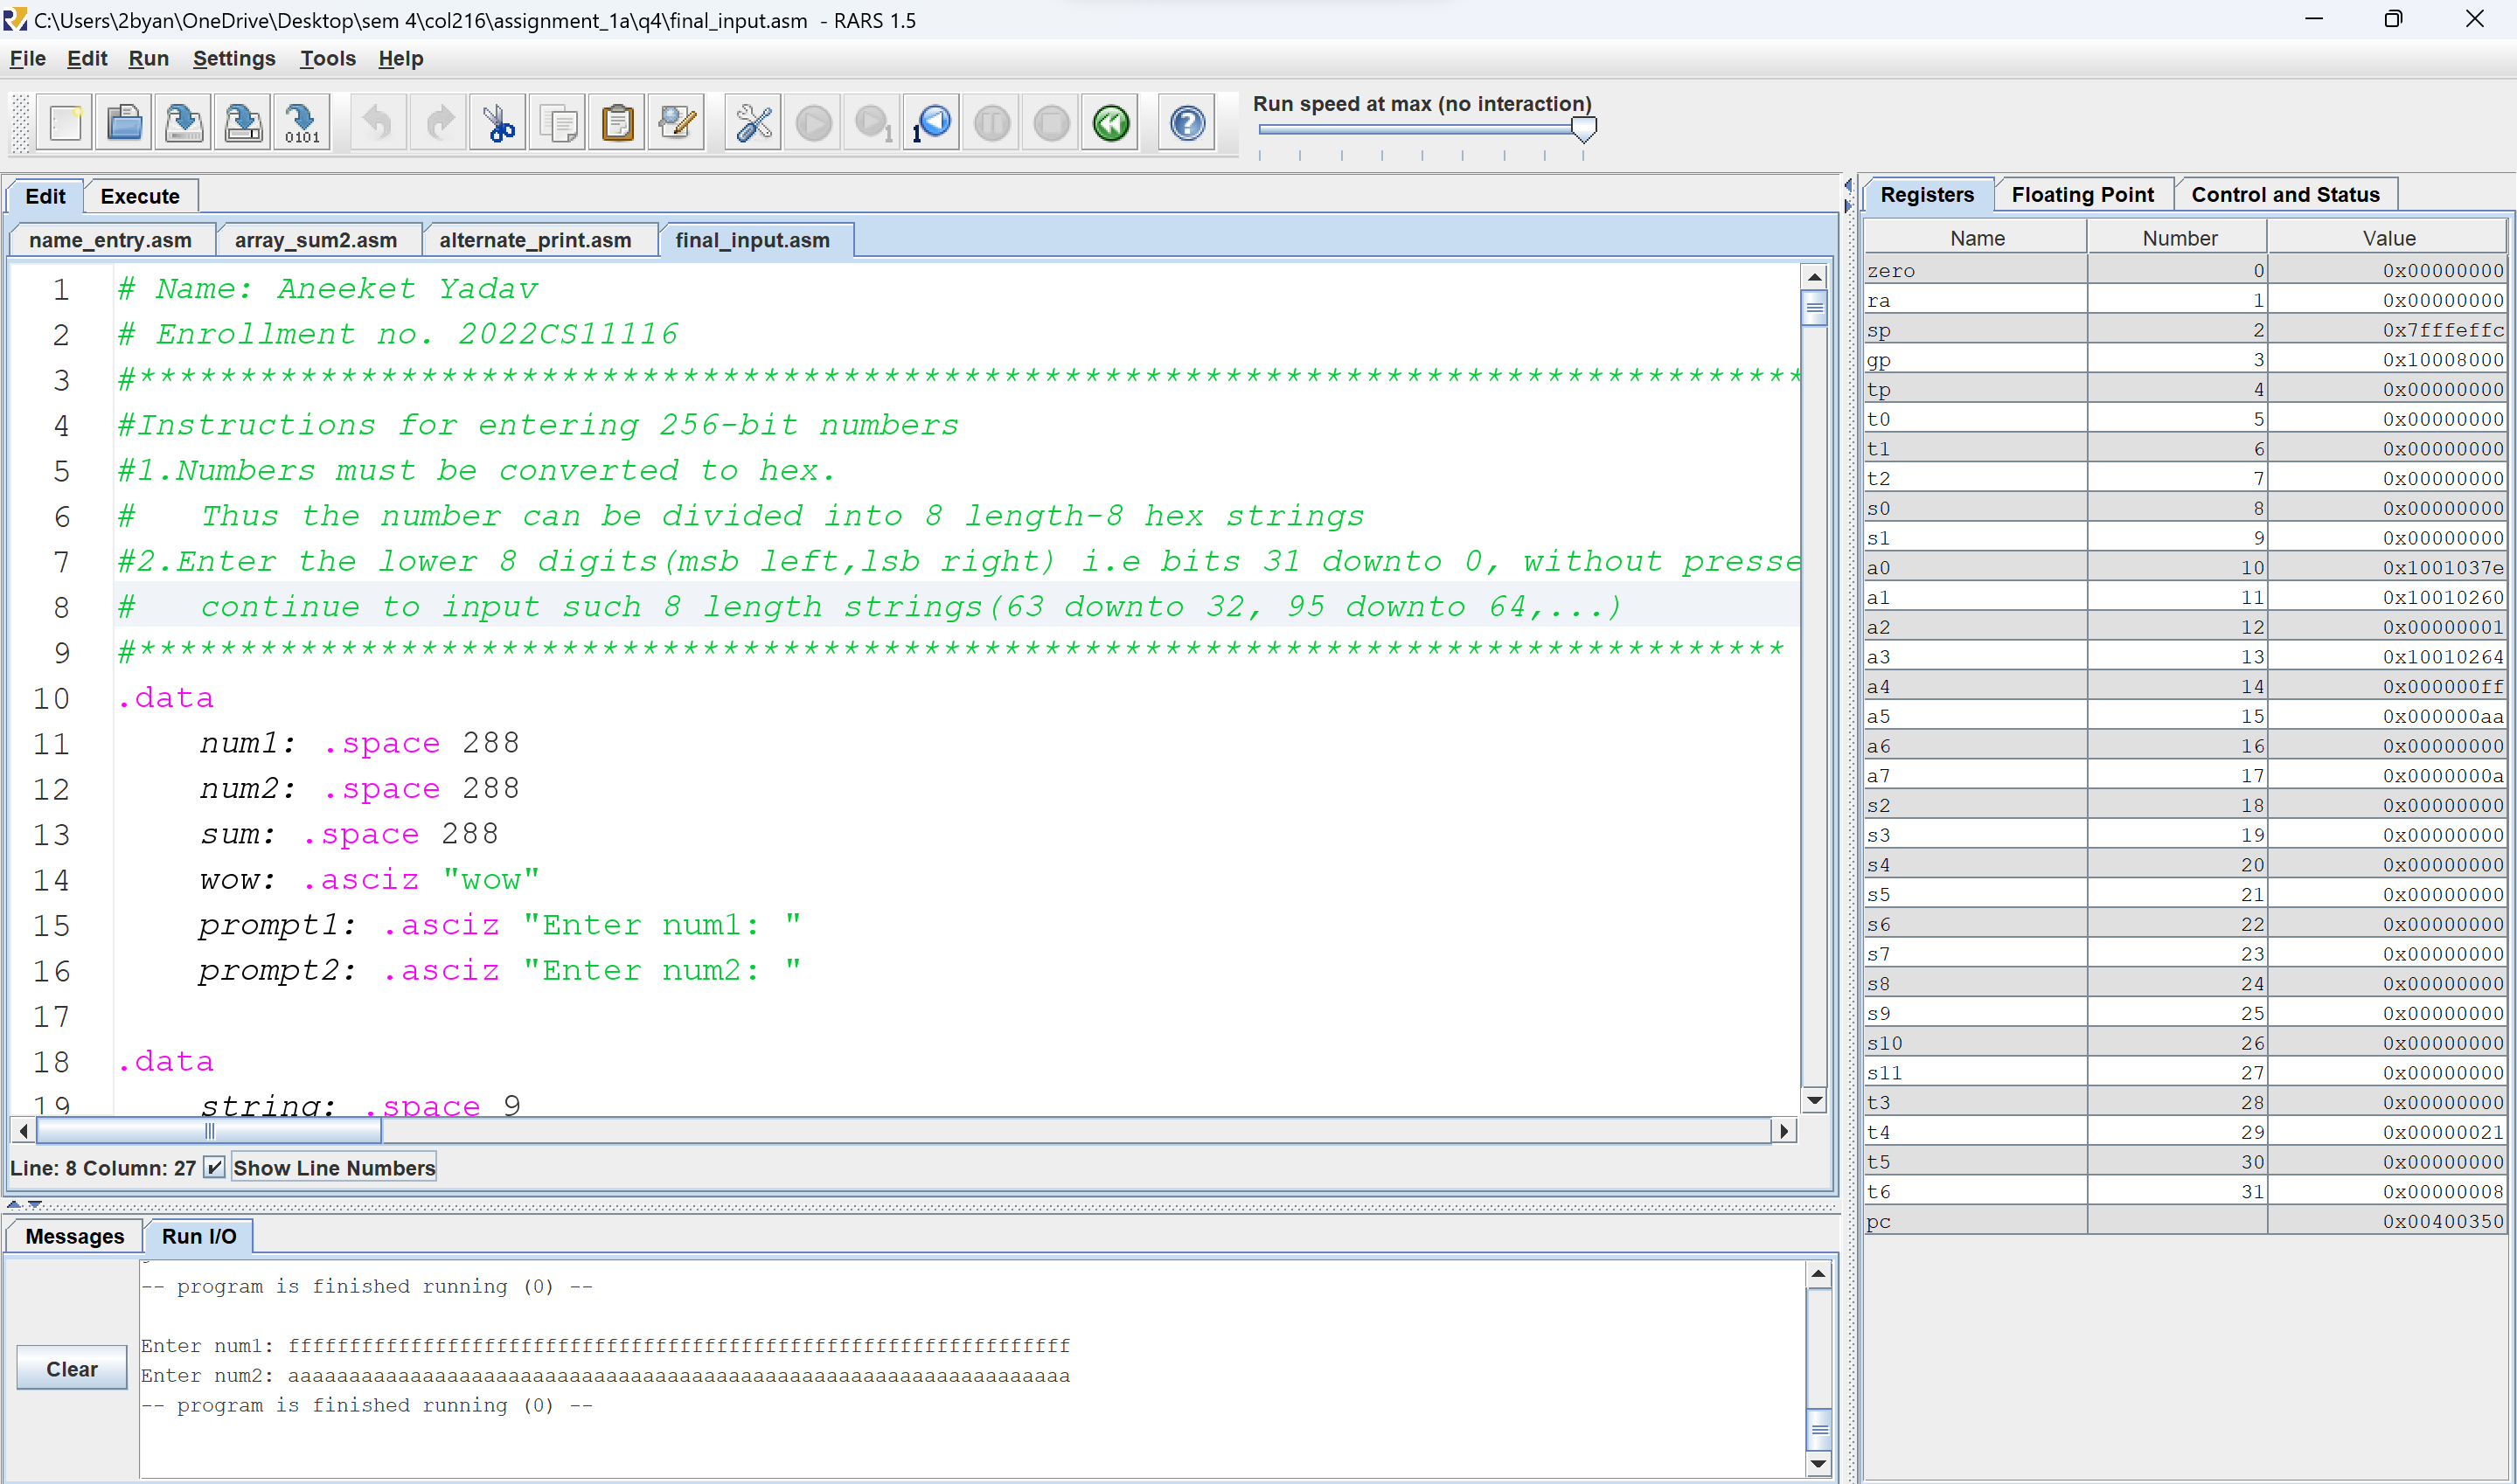 C:\Users\2byan\OneDrive\Desktop\sem 4\col216\assignment_1a\q4\final_input.asm - RARS 1.5
File Edit Run Settings Tools Help
0101
1
1
Run speed at max (no interaction)
Edit Execute
name_entry.asm array_sum2.asm alternate_print.asm final_input.asm
1 # Name: Aneeket Yadav
2 # Enrollment no. 2022CS11116
3 #***********************************************************************************
4 #Instructions for entering 256-bit numbers
5 #1.Numbers must be converted to hex.
6 # Thus the number can be divided into 8 length-8 hex strings
7 #2.Enter the lower 8 digits(msb left,lsb right) i.e bits 31 downto 0, without presse
8 # continue to input such 8 length strings(63 downto 32, 95 downto 64,...)
9 #**********************************************************************************
10 .data
11 num1: .space 288
12 num2: .space 288
13 sum: .space 288
14 wow: .asciz "wow"
15 prompt1: .asciz "Enter num1: "
16 prompt2: .asciz "Enter num2: "
17
18 .data
19 string: .space 9
Line: 8 Column: 27 Show Line Numbers
Messages Run I/O
-- program is finished running (0) --
Enter num1: ffffffffffffffffffffffffffffffffffffffffffffffffffffffffffffffff
Enter num2: aaaaaaaaaaaaaaaaaaaaaaaaaaaaaaaaaaaaaaaaaaaaaaaaaaaaaaaaaaaaaaaa
-- program is finished running (0) --
Clear
Registers Floating Point Control and Status
Name Number Value
zero 0 0x00000000
ra 1 0x00000000
sp 2 0x7fffeffc
gp 3 0x10008000
tp 4 0x00000000
t0 5 0x00000000
t1 6 0x00000000
t2 7 0x00000000
s0 8 0x00000000
s1 9 0x00000000
a0 10 0x1001037e
a1 11 0x10010260
a2 12 0x00000001
a3 13 0x10010264
a4 14 0x000000ff
a5 15 0x000000aa
a6 16 0x00000000
a7 17 0x0000000a
s2 18 0x00000000
s3 19 0x00000000
s4 20 0x00000000
s5 21 0x00000000
s6 22 0x00000000
s7 23 0x00000000
s8 24 0x00000000
s9 25 0x00000000
s10 26 0x00000000
s11 27 0x00000000
t3 28 0x00000000
t4 29 0x00000021
t5 30 0x00000000
t6 31 0x00000008
pc 0x00400350